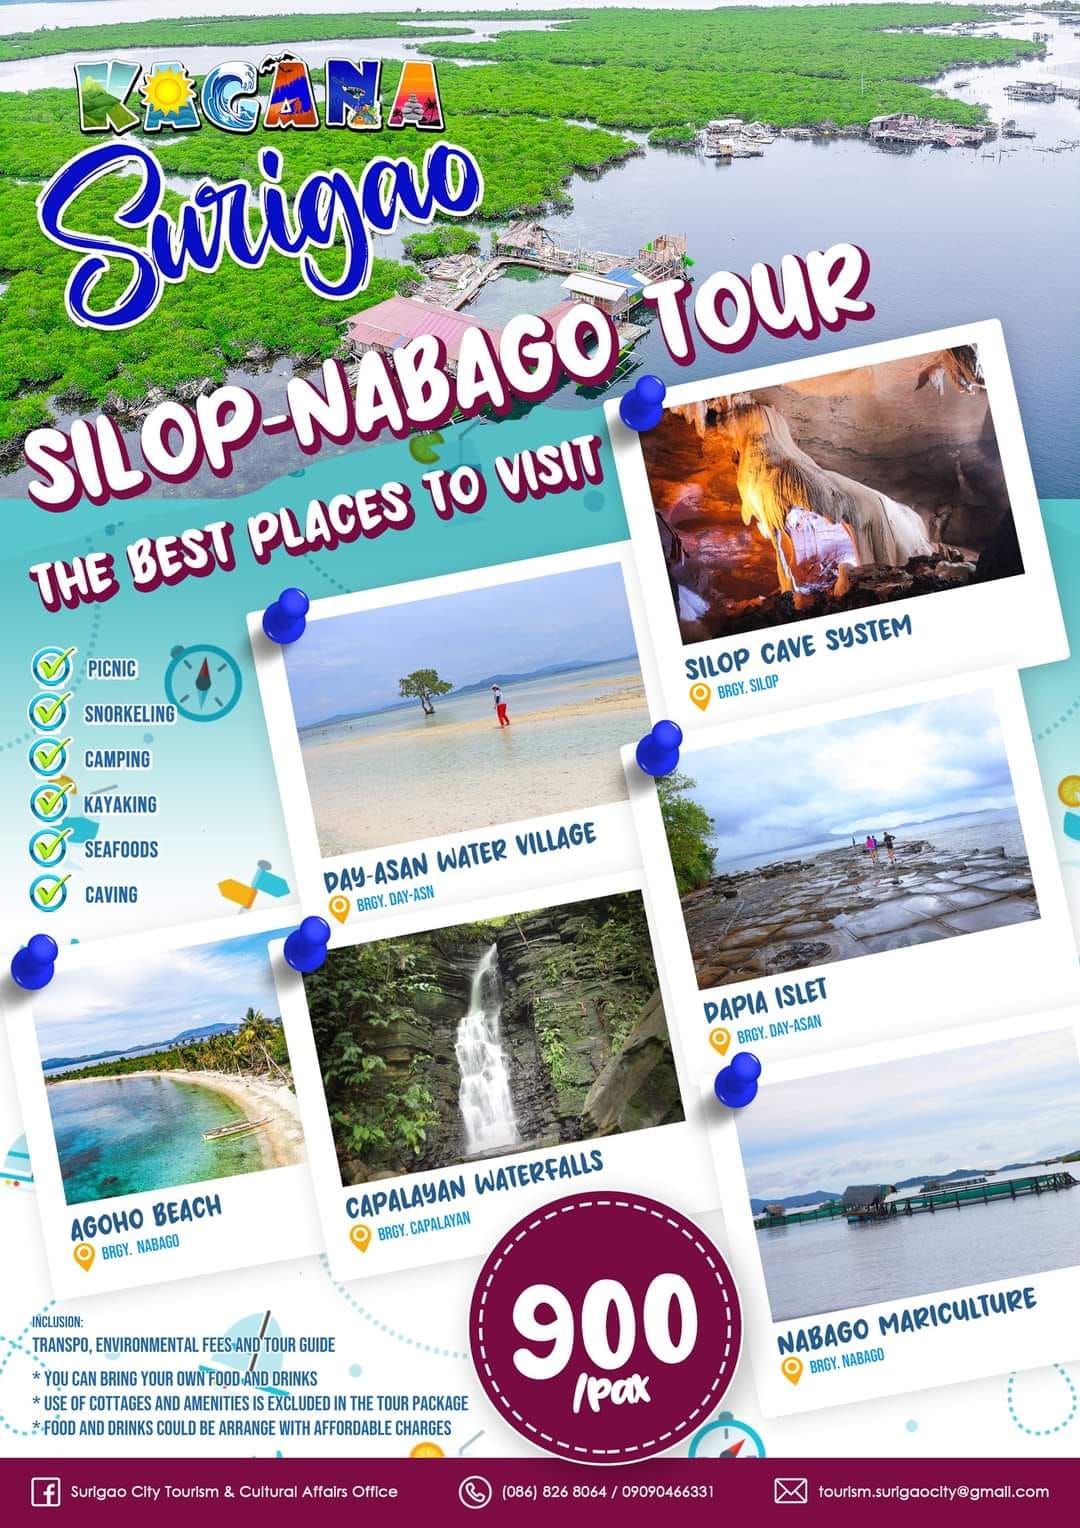 KAGANA
Surigao
SILOP-NABAGO TOUR
THE BEST PLACES TO VISIT
PICNIC
SNORKELING
CAMPING
KAYAKING
SEAFOODS
CAVING
SILOP CAVE SYSTEM
BRGY. SILOP
DAY-ASAN WATER VILLAGE
BRGY. DAY-ASN
DAPIA ISLET
BRGY. DAY-ASAN
AGOHO BEACH
BRGY. NABAGO
CAPALAYAN WATERFALLS
BRGY. CAPALAYAN
NABAGO MARICULTURE
BRGY. NABAGO
900
/pax
INCLUSION:
TRANSPO, ENVIRONMENTAL FEES AND TOUR GUIDE
* YOU CAN BRING YOUR OWN FOOD AND DRINKS
* USE OF COTTAGES AND AMENITIES IS EXCLUDED IN THE TOUR PACKAGE
* FOOD AND DRINKS COULD BE ARRANGE WITH AFFORDABLE CHARGES
Surigao City Tourism & Cultural Affairs Office
(086) 826 8064 / 09090466331
tourism.surigaocity@gmail.com